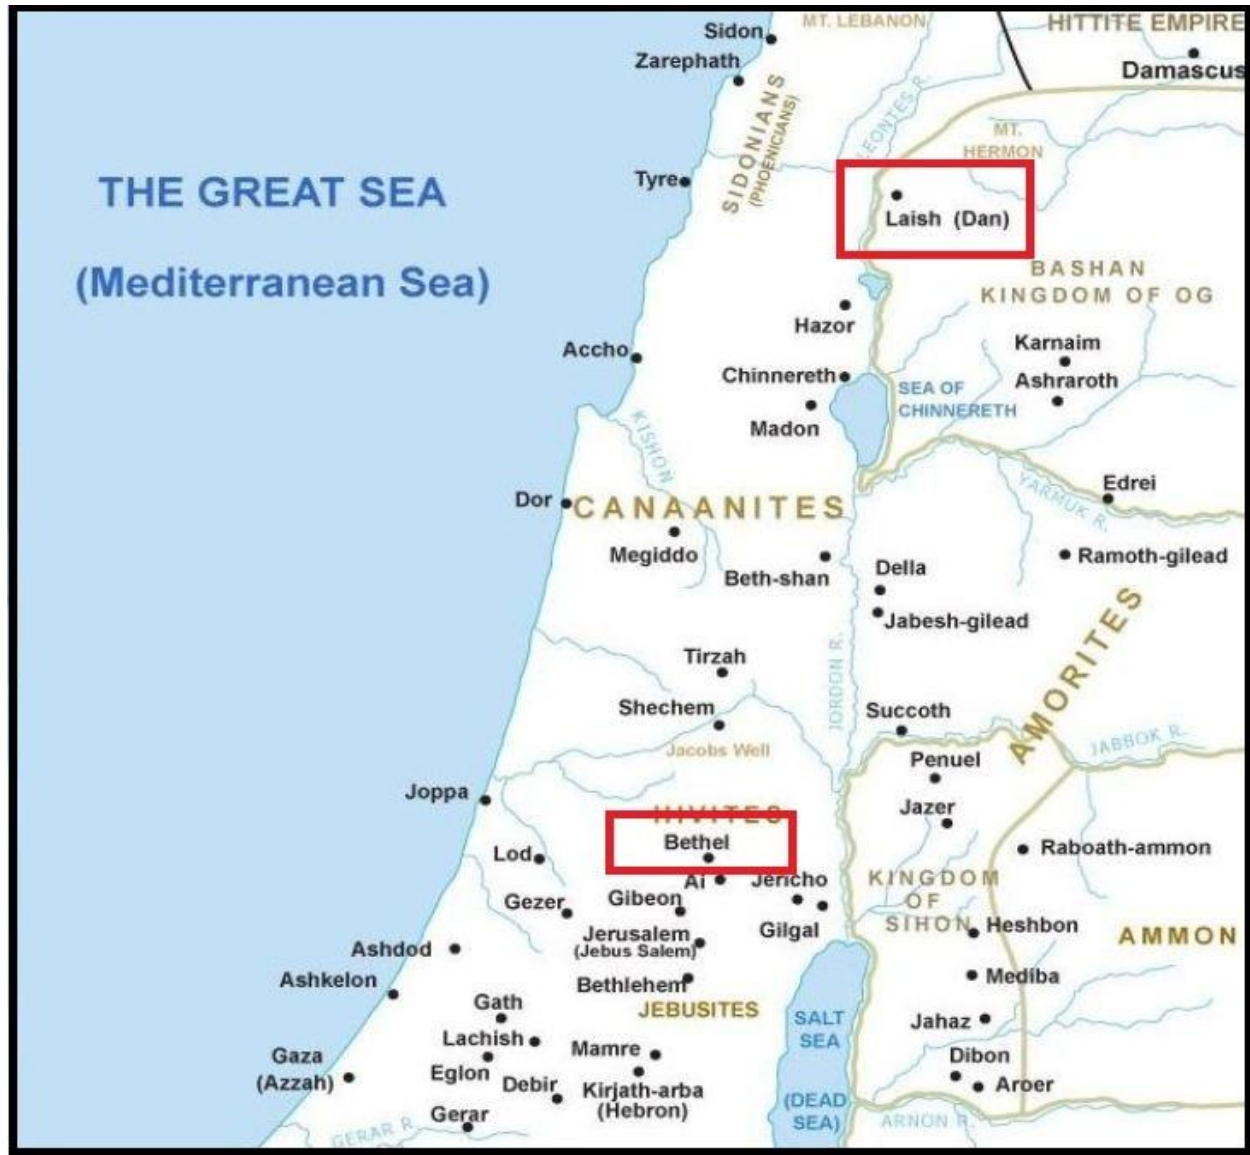 Sidon
MT. LEBANON
HITTITE EMPIRE
Zarephath
Damascus
SIDONIANS
(PHOENICIANS)
LEONTES R.
MT.
HERMON
THE GREAT SEA
(Mediterranean Sea)
Tyre
Laish (Dan)
BASHAN
KINGDOM OF OG
Hazor
Karnaim
Accho
Chinnereth
Ashraroth
SEA OF
CHINNERETH
Madon
KISHON
Edrei
YARMUK R.
Dor
CANAANITES
Megiddo
Beth-shan
Ramoth-gilead
Della
Jabesh-gilead
AMORITES
Tirzah
JORDON R.
Shechem
Succoth
Jacobs Well
JABBOK R.
Penuel
Joppa
Jazer
HIVITES
Bethel
Lod
Raboath-ammon
Ai
Jericho
KINGDOM
OF
SIHON
Gezer
Gibeon
Gilgal
Heshbon
AMMON
Jerusalem
(Jebus Salem)
Ashdod
Ashkelon
Bethlehem
Mediba
Gath
JEBUSITES
SALT
SEA
Jahaz
Lachish
Mamre
Gaza
(Azzah)
Eglon
Dibon
Debir
Kirjath-arba
(Hebron)
Aroer
(DEAD
SEA)
Gerar
GERAR R.
ARNON R.